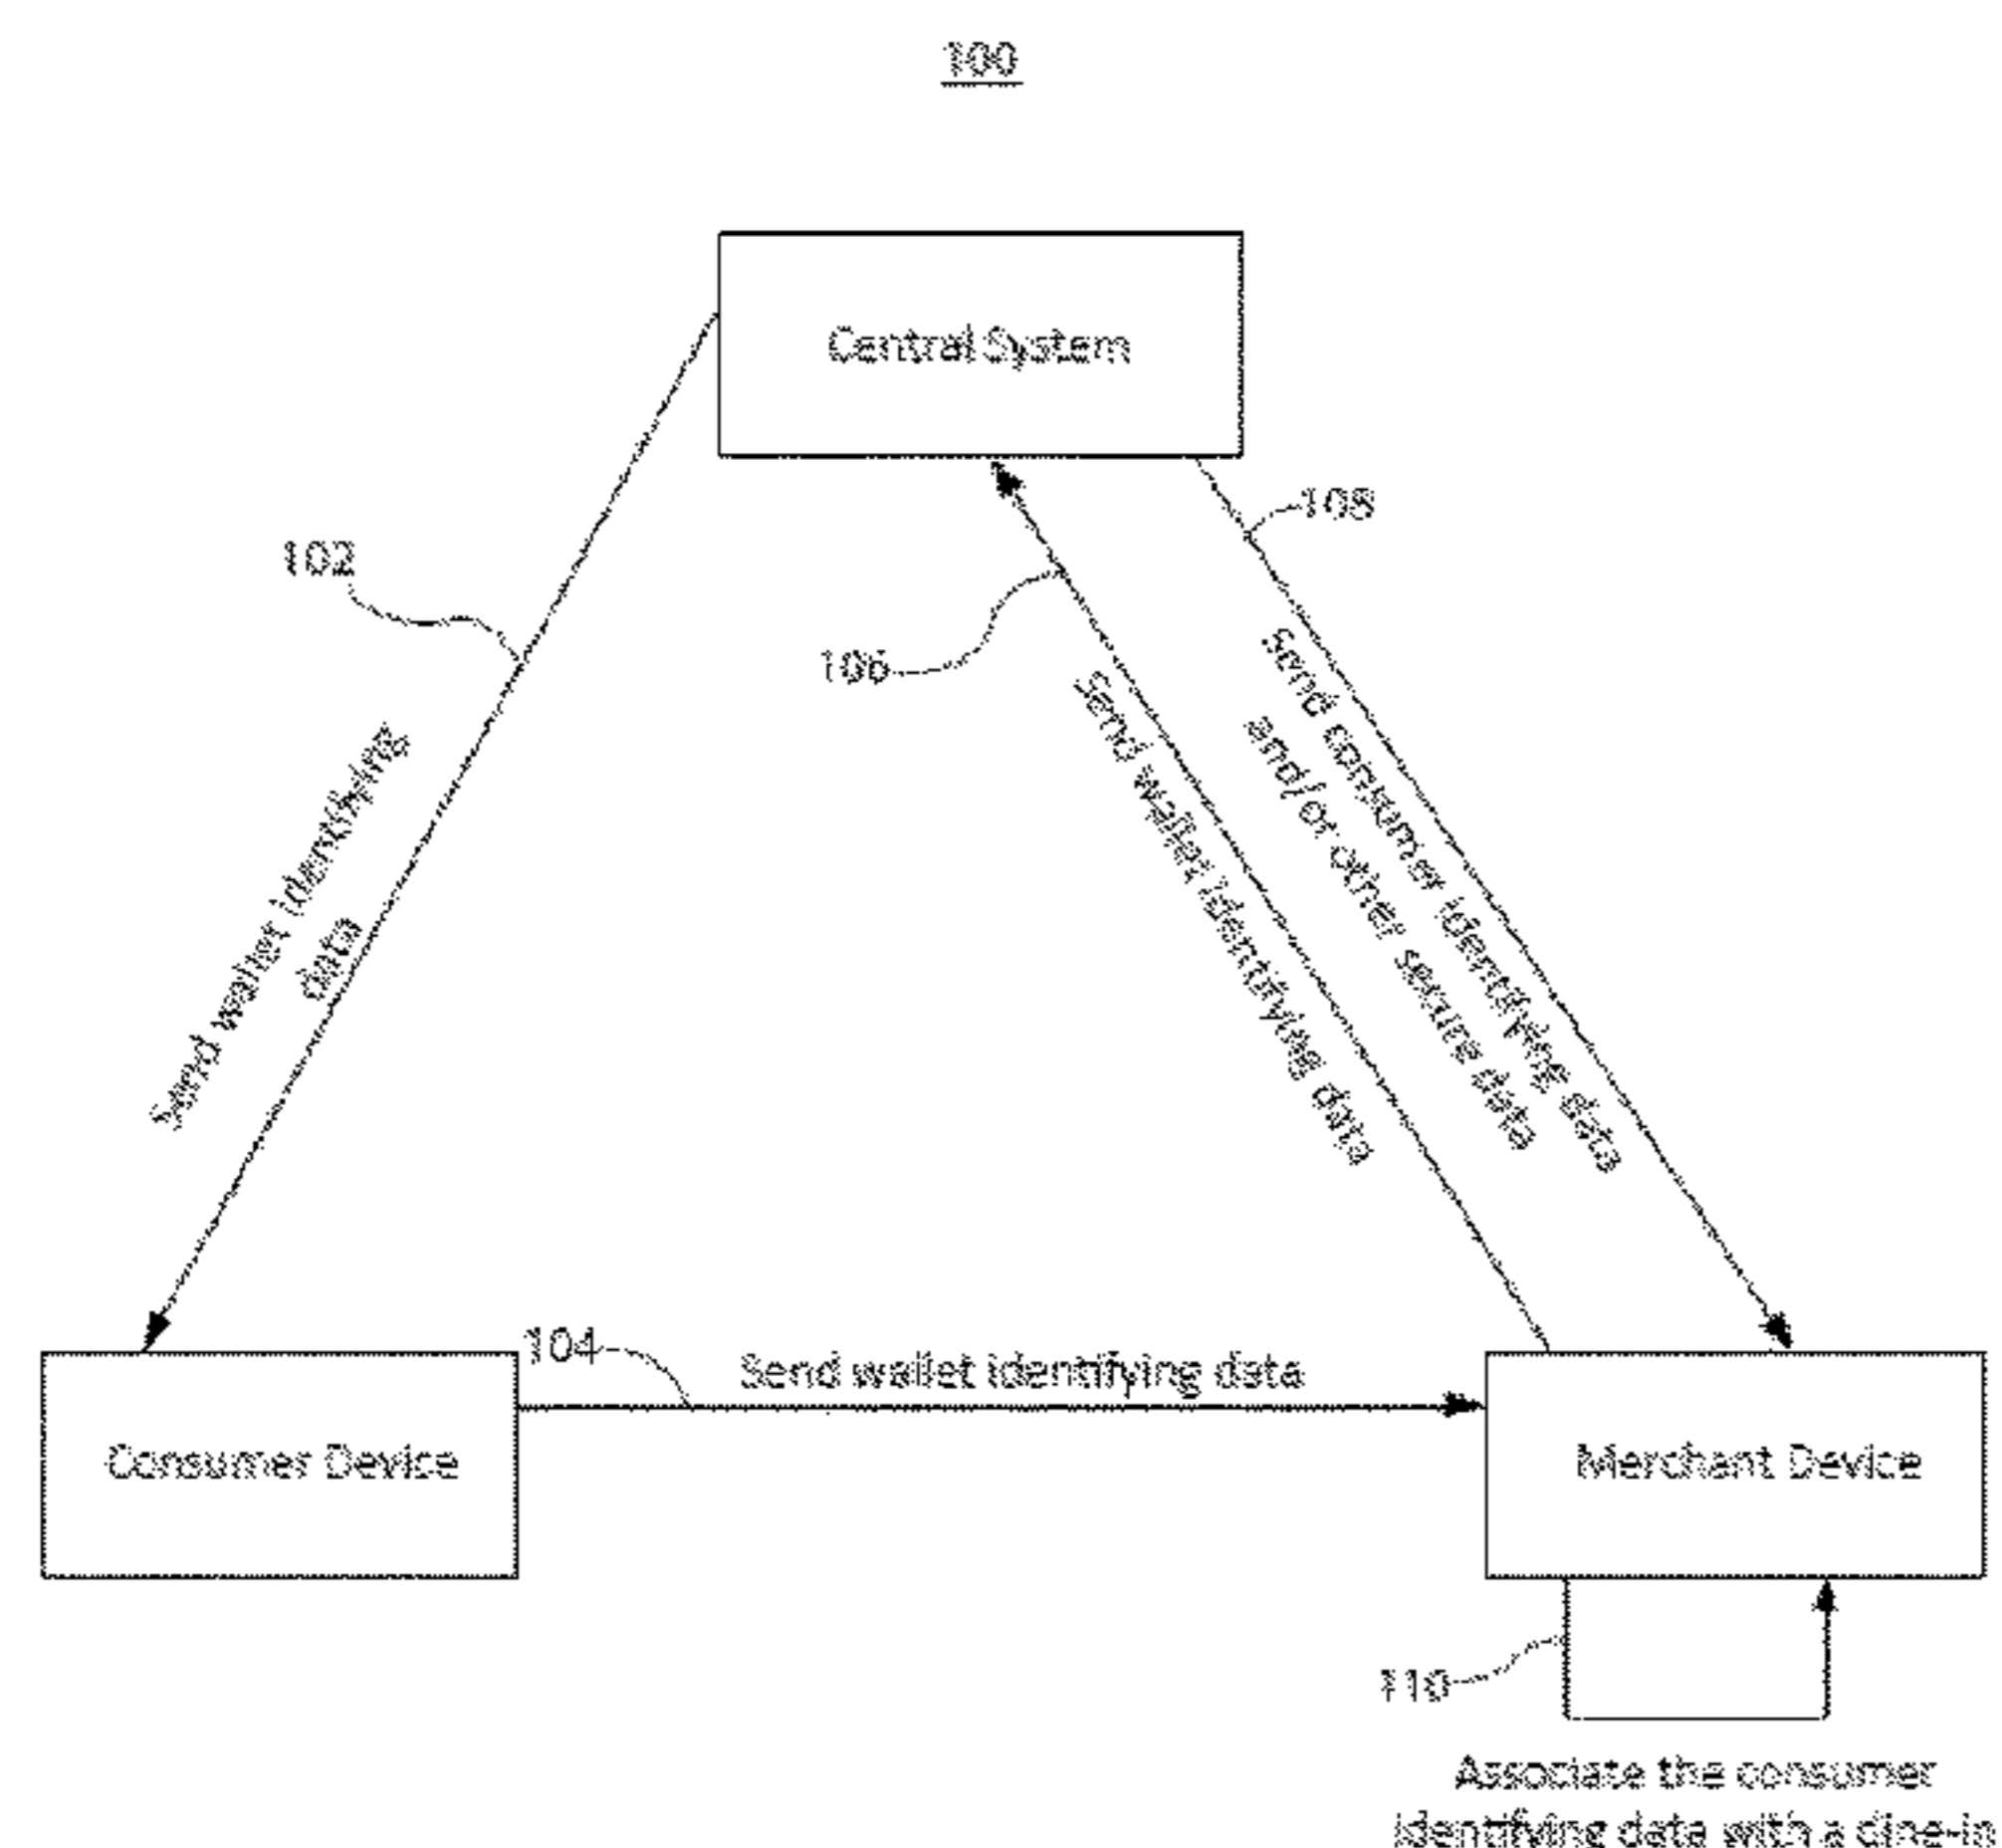 100
Central System
108
102
106
Send wallet identifying
data
Send wallet identifying data
Send consumer identifying data
and/or other secure data
104
Send wallet identifying data
Consumer Device
Merchant Device
110
Associate the consumer
identifying data with a dine-in